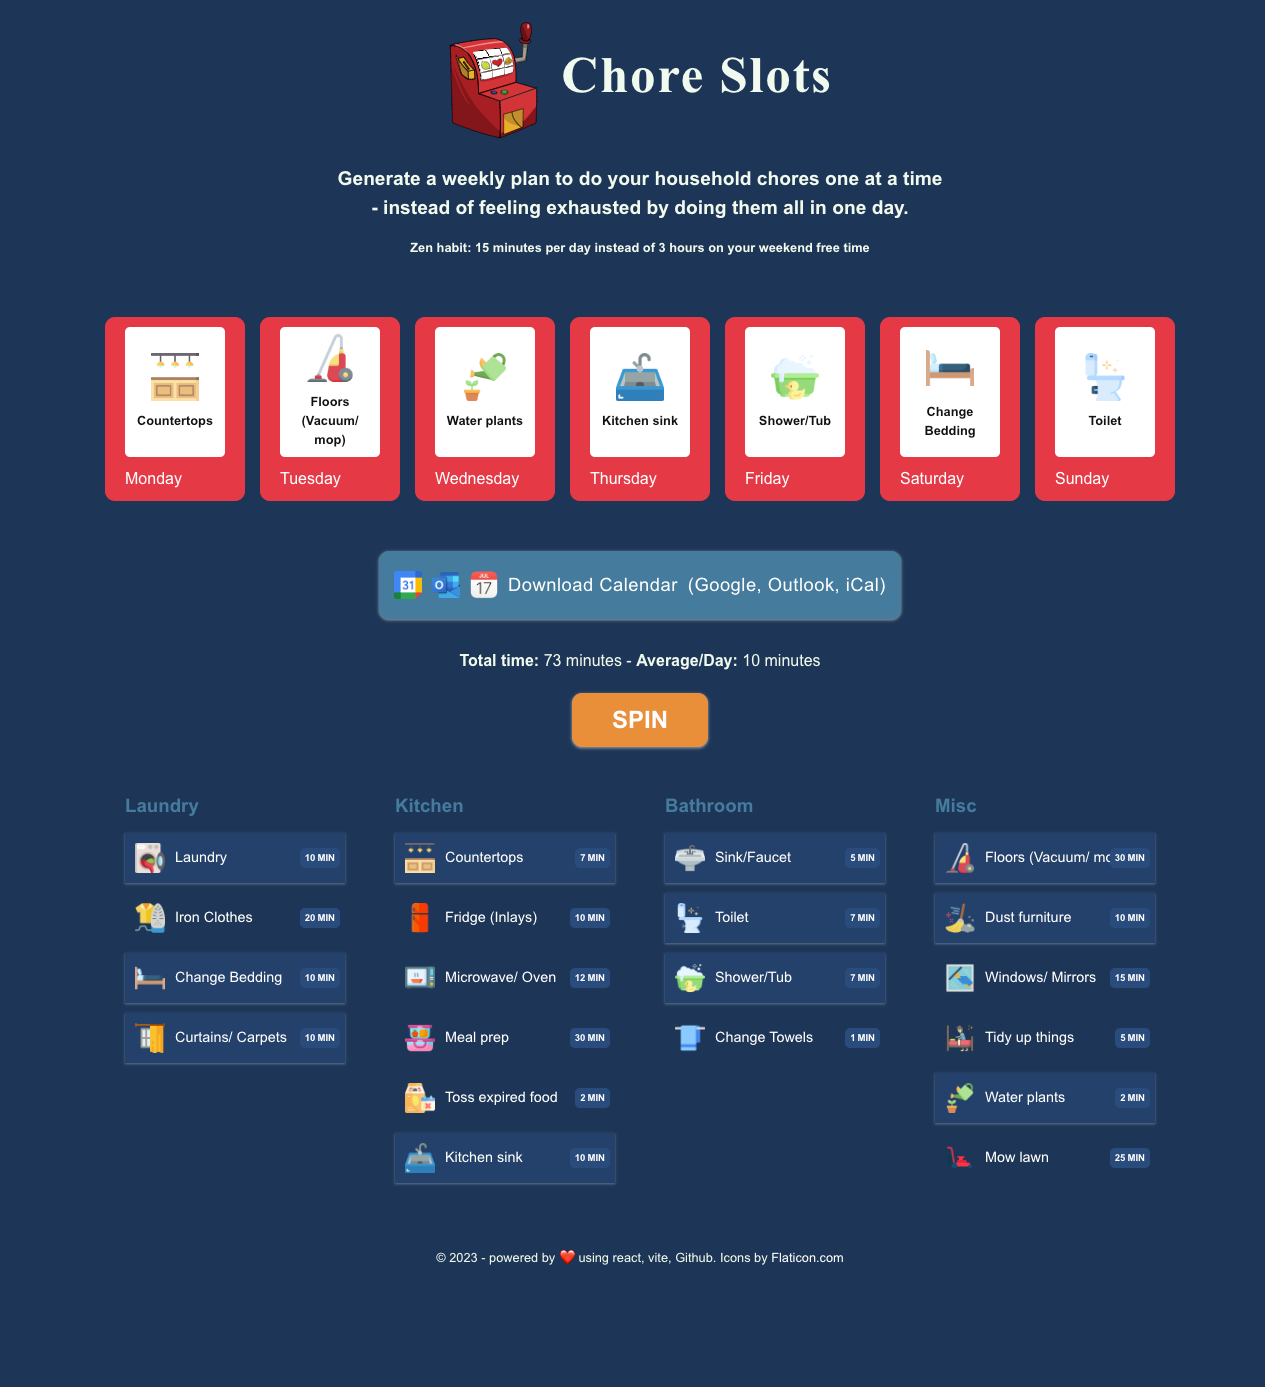 Chore Slots
Generate a weekly plan to do your household chores one at a time
- instead of feeling exhausted by doing them all in one day.
Zen habit: 15 minutes per day instead of 3 hours on your weekend free time
Countertops
Monday
Floors
(Vacuum/
mop)
Tuesday
Water plants
Wednesday
Kitchen sink
Thursday
Shower/Tub
Friday
Change
Bedding
Saturday
Toilet
Sunday
31
JUL
17
Download Calendar (Google, Outlook, iCal)
Total time: 73 minutes - Average/Day: 10 minutes
SPIN
Laundry
Laundry 10 MIN
Iron Clothes 20 MIN
Change Bedding 10 MIN
Curtains/ Carpets 10 MIN
Kitchen
Countertops 7 MIN
Fridge (Inlays) 10 MIN
Microwave/ Oven 12 MIN
Meal prep 30 MIN
Toss expired food 2 MIN
Kitchen sink 10 MIN
Bathroom
Sink/Faucet 5 MIN
Toilet 7 MIN
Shower/Tub 7 MIN
Change Towels 1 MIN
Misc
Floors (Vacuum/ mo 30 MIN
Dust furniture 10 MIN
Windows/ Mirrors 15 MIN
Tidy up things 5 MIN
Water plants 2 MIN
Mow lawn 25 MIN
© 2023 - powered by ❤️ using react, vite, Github. Icons by Flaticon.com